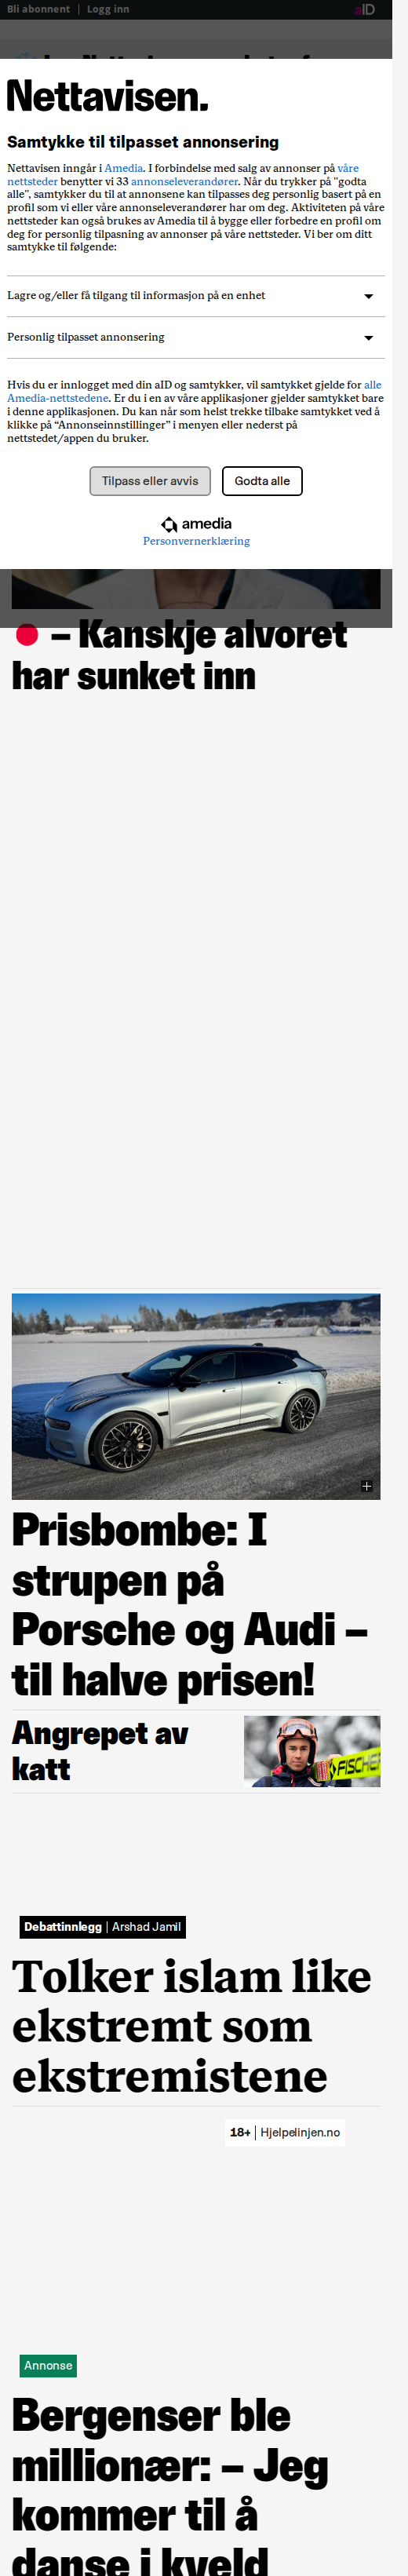 Bli abonnent | Logg inn aID
Nettavisen.
Samtykke til tilpasset annonsering
Nettavisen inngår i Amedia. I forbindelse med salg av annonser på våre
nettsteder benytter vi 33 annonseleverandører. Når du trykker på "godta
alle", samtykker du til at annonsene kan tilpasses deg personlig basert på en
profil som vi eller våre annonseleverandører har om deg. Aktiviteten på våre
nettsteder kan også brukes av Amedia til å bygge eller forbedre en profil om
deg for personlig tilpasning av annonser på våre nettsteder. Vi ber om ditt
samtykke til følgende:
Lagre og/eller få tilgang til informasjon på en enhet
Personlig tilpasset annonsering
Hvis du er innlogget med din aID og samtykker, vil samtykket gjelde for alle
Amedia-nettstedene. Er du i en av våre applikasjoner gjelder samtykket bare
i denne applikasjonen. Du kan når som helst trekke tilbake samtykket ved å
klikke på “Annonseinnstillinger” i menyen eller nederst på
nettstedet/appen du bruker.
Tilpass eller avvis Godta alle
amedia
Personvernerklæring
– Kanskje alvoret
har sunket inn
Prisbombe: I
strupen på
Porsche og Audi –
til halve prisen!
Angrepet av
katt
FISCHER
Debattinnlegg | Arshad Jamil
Tolker islam like
ekstremt som
ekstremistene
18+ | Hjelpelinjen.no
Annonse
Bergenser ble
millionær: – Jeg
kommer til å
danse i kveld